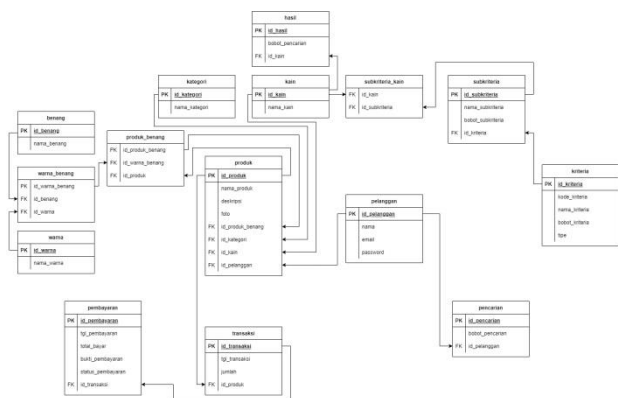 hasil
PK id_hasil
bobot_pencarian
FK id_kain
kategori
PK id_kategori
nama_kategori
kain
PK id_kain
nama_kain
subkriteria_kain
FK id_kain
FK id_subkriteria
subkriteria
PK id_subkriteria
nama_subkriteria
bobot_subkriteria
FK id_kriteria
benang
PK id_benang
nama_benang
produk_benang
FK id_produk_benang
FK id_warna_benang
FK id_produk
warna_benang
FK id_warna_benang
FK id_benang
FK id_warna
warna
PK id_warna
nama_warna
produk
PK id_produk
nama_produk
deskripsi
foto
FK id_produk_benang
FK id_kategori
FK id_kain
FK id_pelanggan
pelanggan
PK id_pelanggan
nama
email
password
kriteria
PK id_kriteria
kode_kriteria
nama_kriteria
bobot_kriteria
tipe
pembayaran
PK id_pembayaran
tgl_pembayaran
total_bayar
bukti_pembayaran
status_pembayaran
FK id_transaksi
transaksi
PK id_transaksi
tgl_transaksi
jumlah
FK id_produk
pencarian
PK id_pencarian
bobot_pencarian
FK id_pelanggan